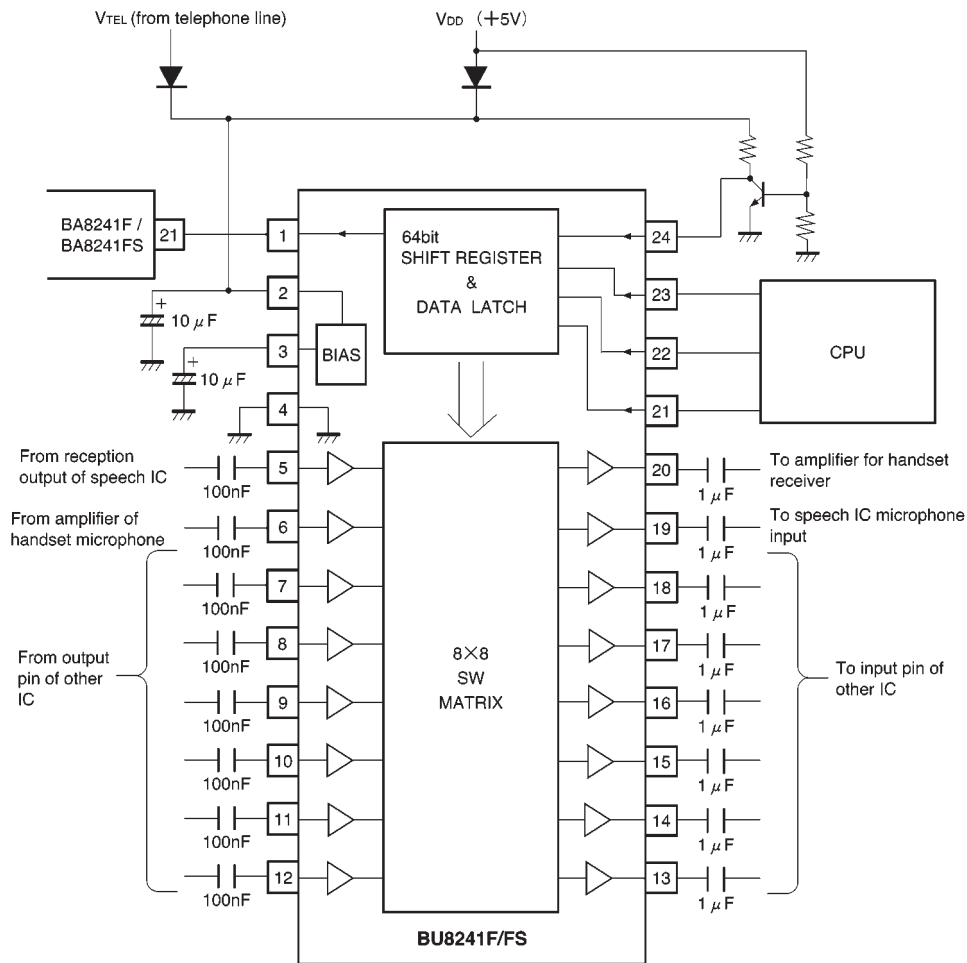 VTEL (from telephone line)
VDD (+5V)
BA8241F /
BA8241FS
21
1
2
3
4
10 μF
10 μF
BIAS
64bit
SHIFT REGISTER
&
DATA LATCH
24
23
22
21
CPU
From reception
output of speech IC
100nF
5
From amplifier of
handset microphone
100nF
6
100nF
7
100nF
8
100nF
9
100nF
10
100nF
11
100nF
12
From output
pin of other
IC
8×8
SW
MATRIX
20
1 μF
To amplifier for handset
receiver
19
1 μF
To speech IC microphone
input
18
1 μF
17
1 μF
16
1 μF
15
1 μF
14
1 μF
13
1 μF
To input pin of
other IC
BU8241F/FS